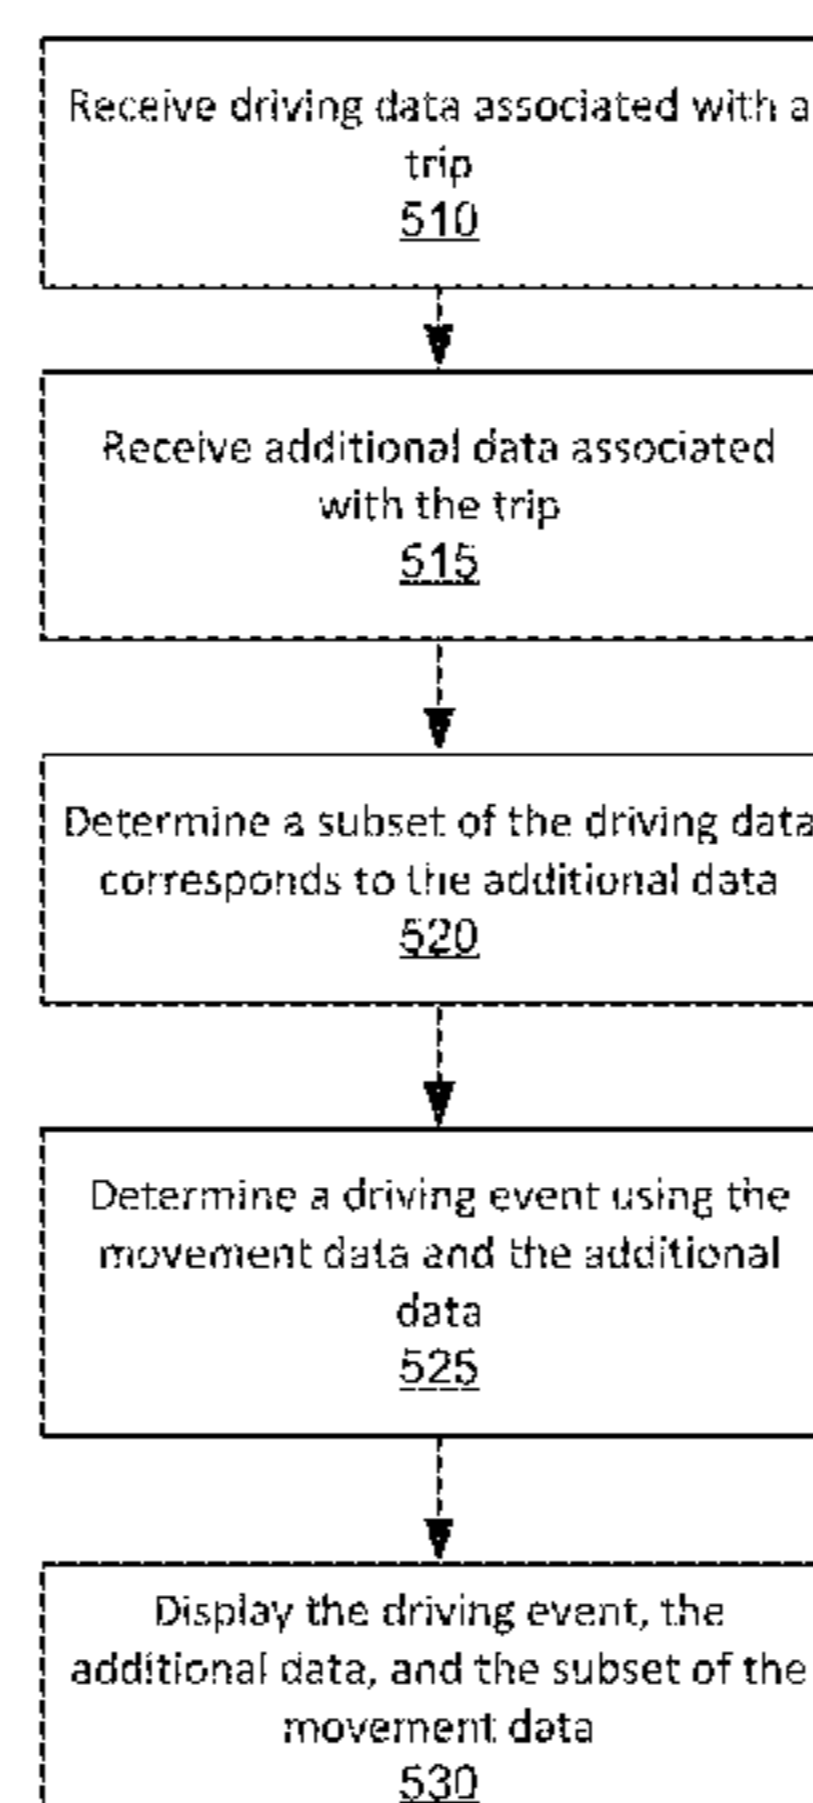 Receive driving data associated with a
trip
510
Receive additional data associated
with the trip
515
Determine a subset of the driving data
corresponds to the additional data
520
Determine a driving event using the
movement data and the additional
data
525
Display the driving event, the
additional data, and the subset of the
movement data
530